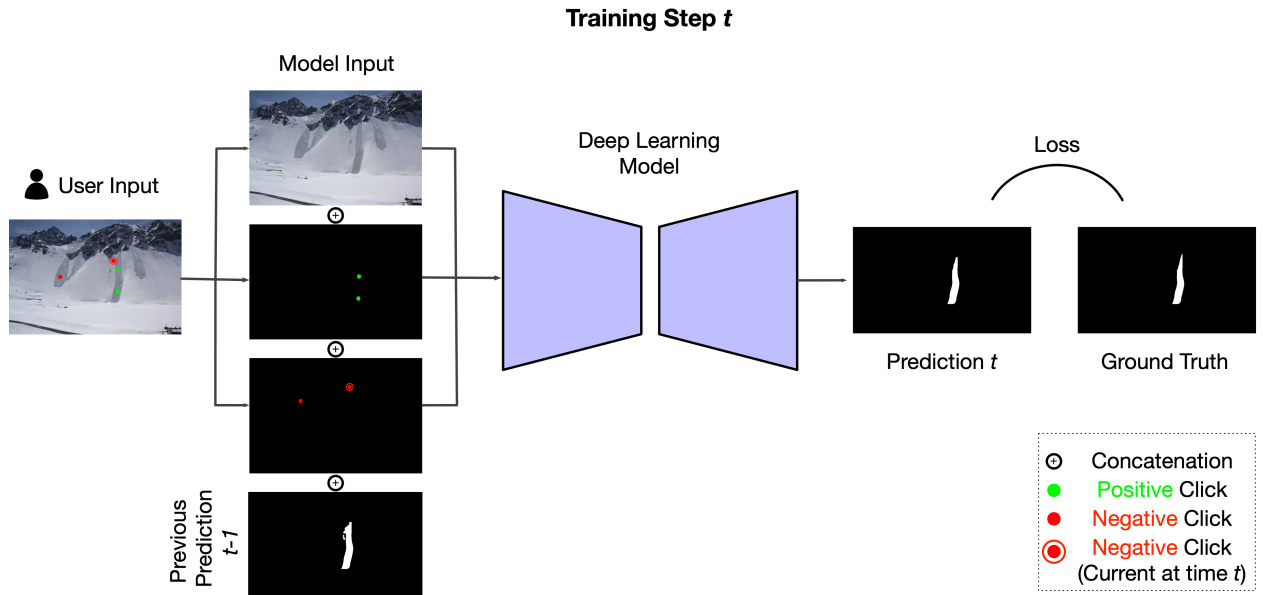 Training Step t
Model Input
User Input
Deep Learning
Model
Loss
Prediction t
Ground Truth
Previous
Prediction
t-1
Concatenation
Positive Click
Negative Click
Negative Click
(Current at time t)